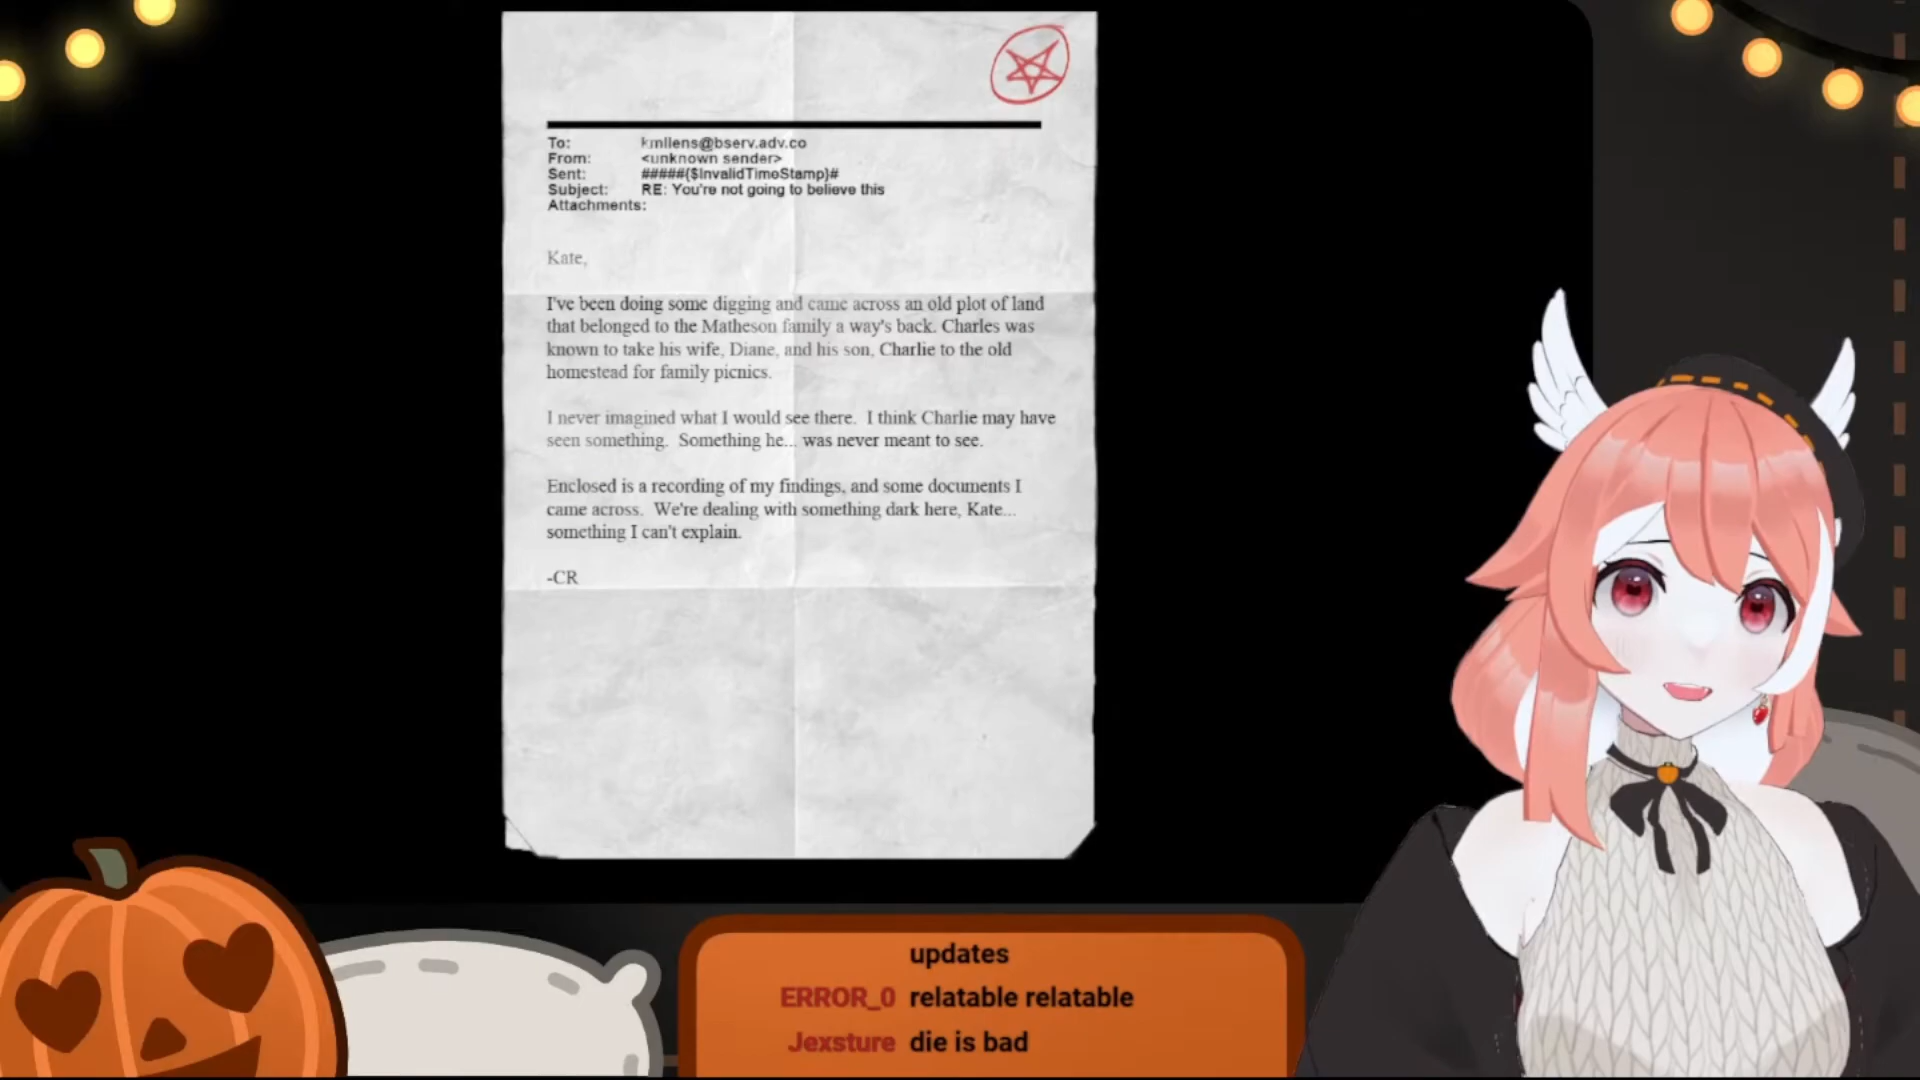 To: kmllens@bserv.adv.co
From: <unknown sender>
Sent: #####{$InvalidTimeStamp}#
Subject: RE: You're not going to believe this
Attachments:
Kate,
I've been doing some digging and came across an old plot of land
that belonged to the Matheson family a way's back. Charles was
known to take his wife, Diane, and his son, Charlie to the old
homestead for family picnics.
I never imagined what I would see there. I think Charlie may have
seen something. Something he... was never meant to see.
Enclosed is a recording of my findings, and some documents I
came across. We're dealing with something dark here, Kate...
something I can't explain.
-CR
updates
ERROR_0 relatable relatable
Jexsture die is bad